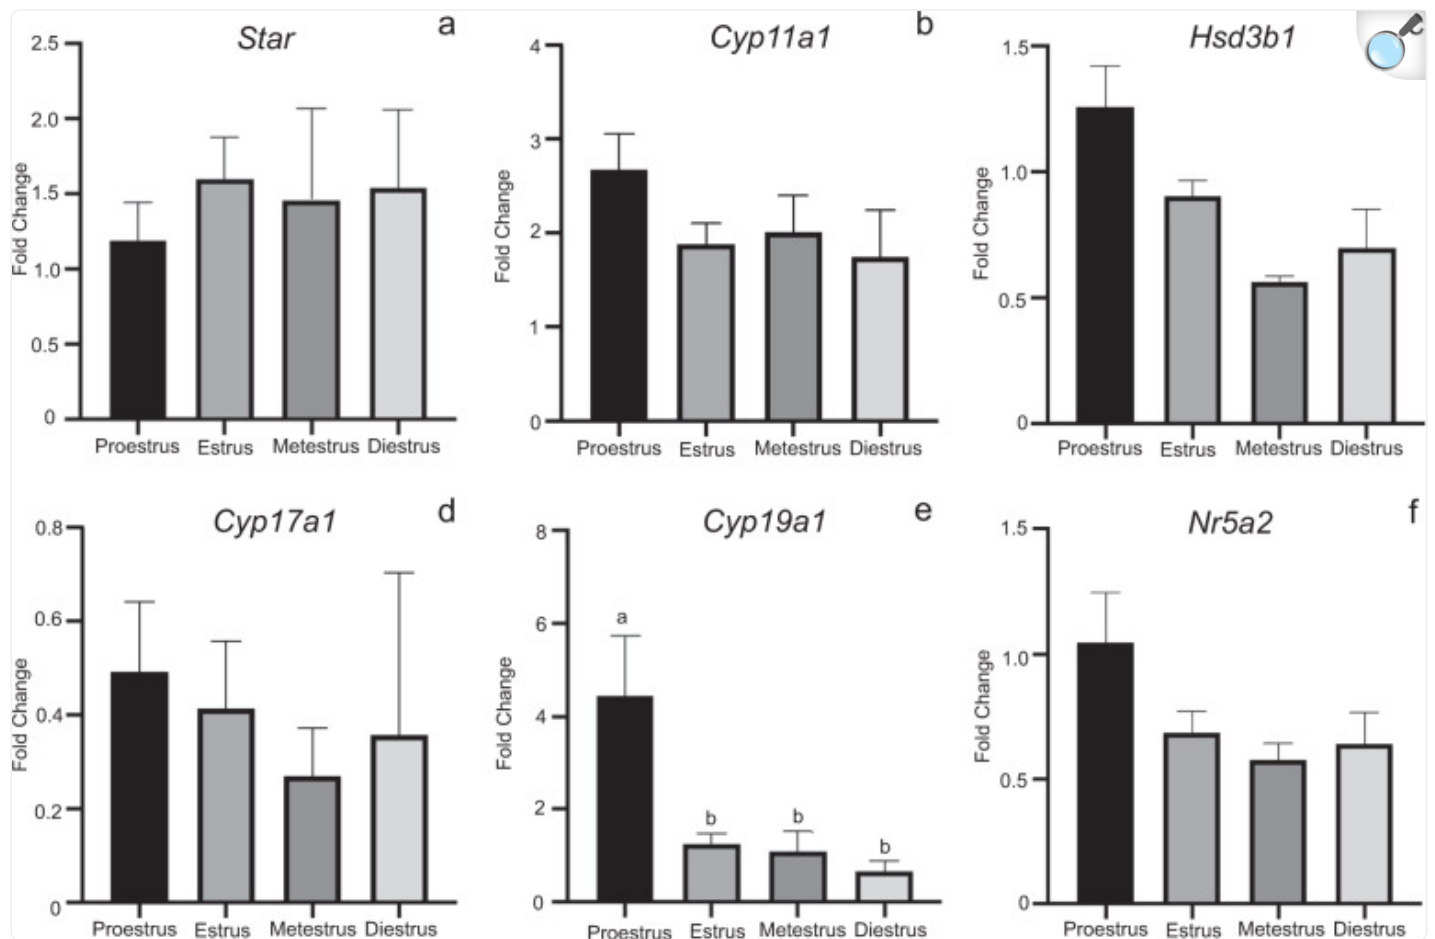 Star a
2.5
2.0
1.5
1.0
0.5
0
Fold Change
Proestrus Estrus Metestrus Diestrus
Cyp11a1 b
4
3
2
1
0
Fold Change
Proestrus Estrus Metestrus Diestrus
Hsd3b1
1.5
1.0
0.5
0
Fold Change
Proestrus Estrus Metestrus Diestrus
Cyp17a1 d
0.8
0.6
0.4
0.2
0
Fold Change
Proestrus Estrus Metestrus Diestrus
Cyp19a1 e
8
6
4
2
0
Fold Change
a
b
b
b
Proestrus Estrus Metestrus Diestrus
Nr5a2 f
1.5
1.0
0.5
0
Fold Change
Proestrus Estrus Metestrus Diestrus